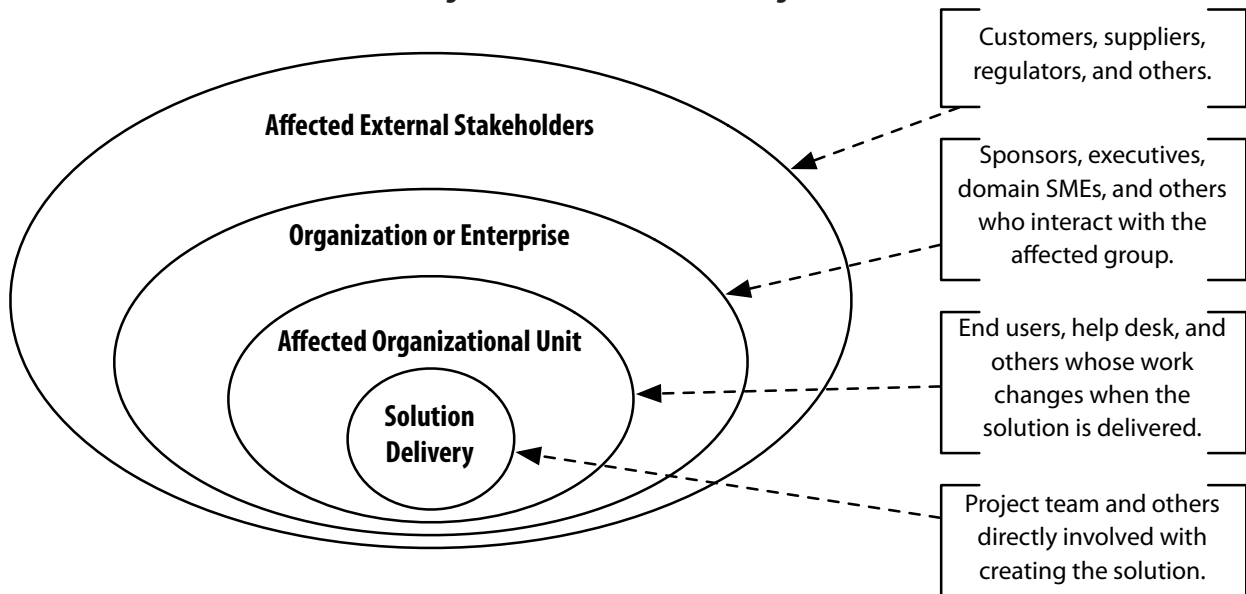 Affected External Stakeholders
Organization or Enterprise
Affected Organizational Unit
Solution
Delivery
Customers, suppliers,
regulators, and others.
Sponsors, executives,
domain SMEs, and others
who interact with the
affected group.
End users, help desk, and
others whose work
changes when the
solution is delivered.
Project team and others
directly involved with
creating the solution.